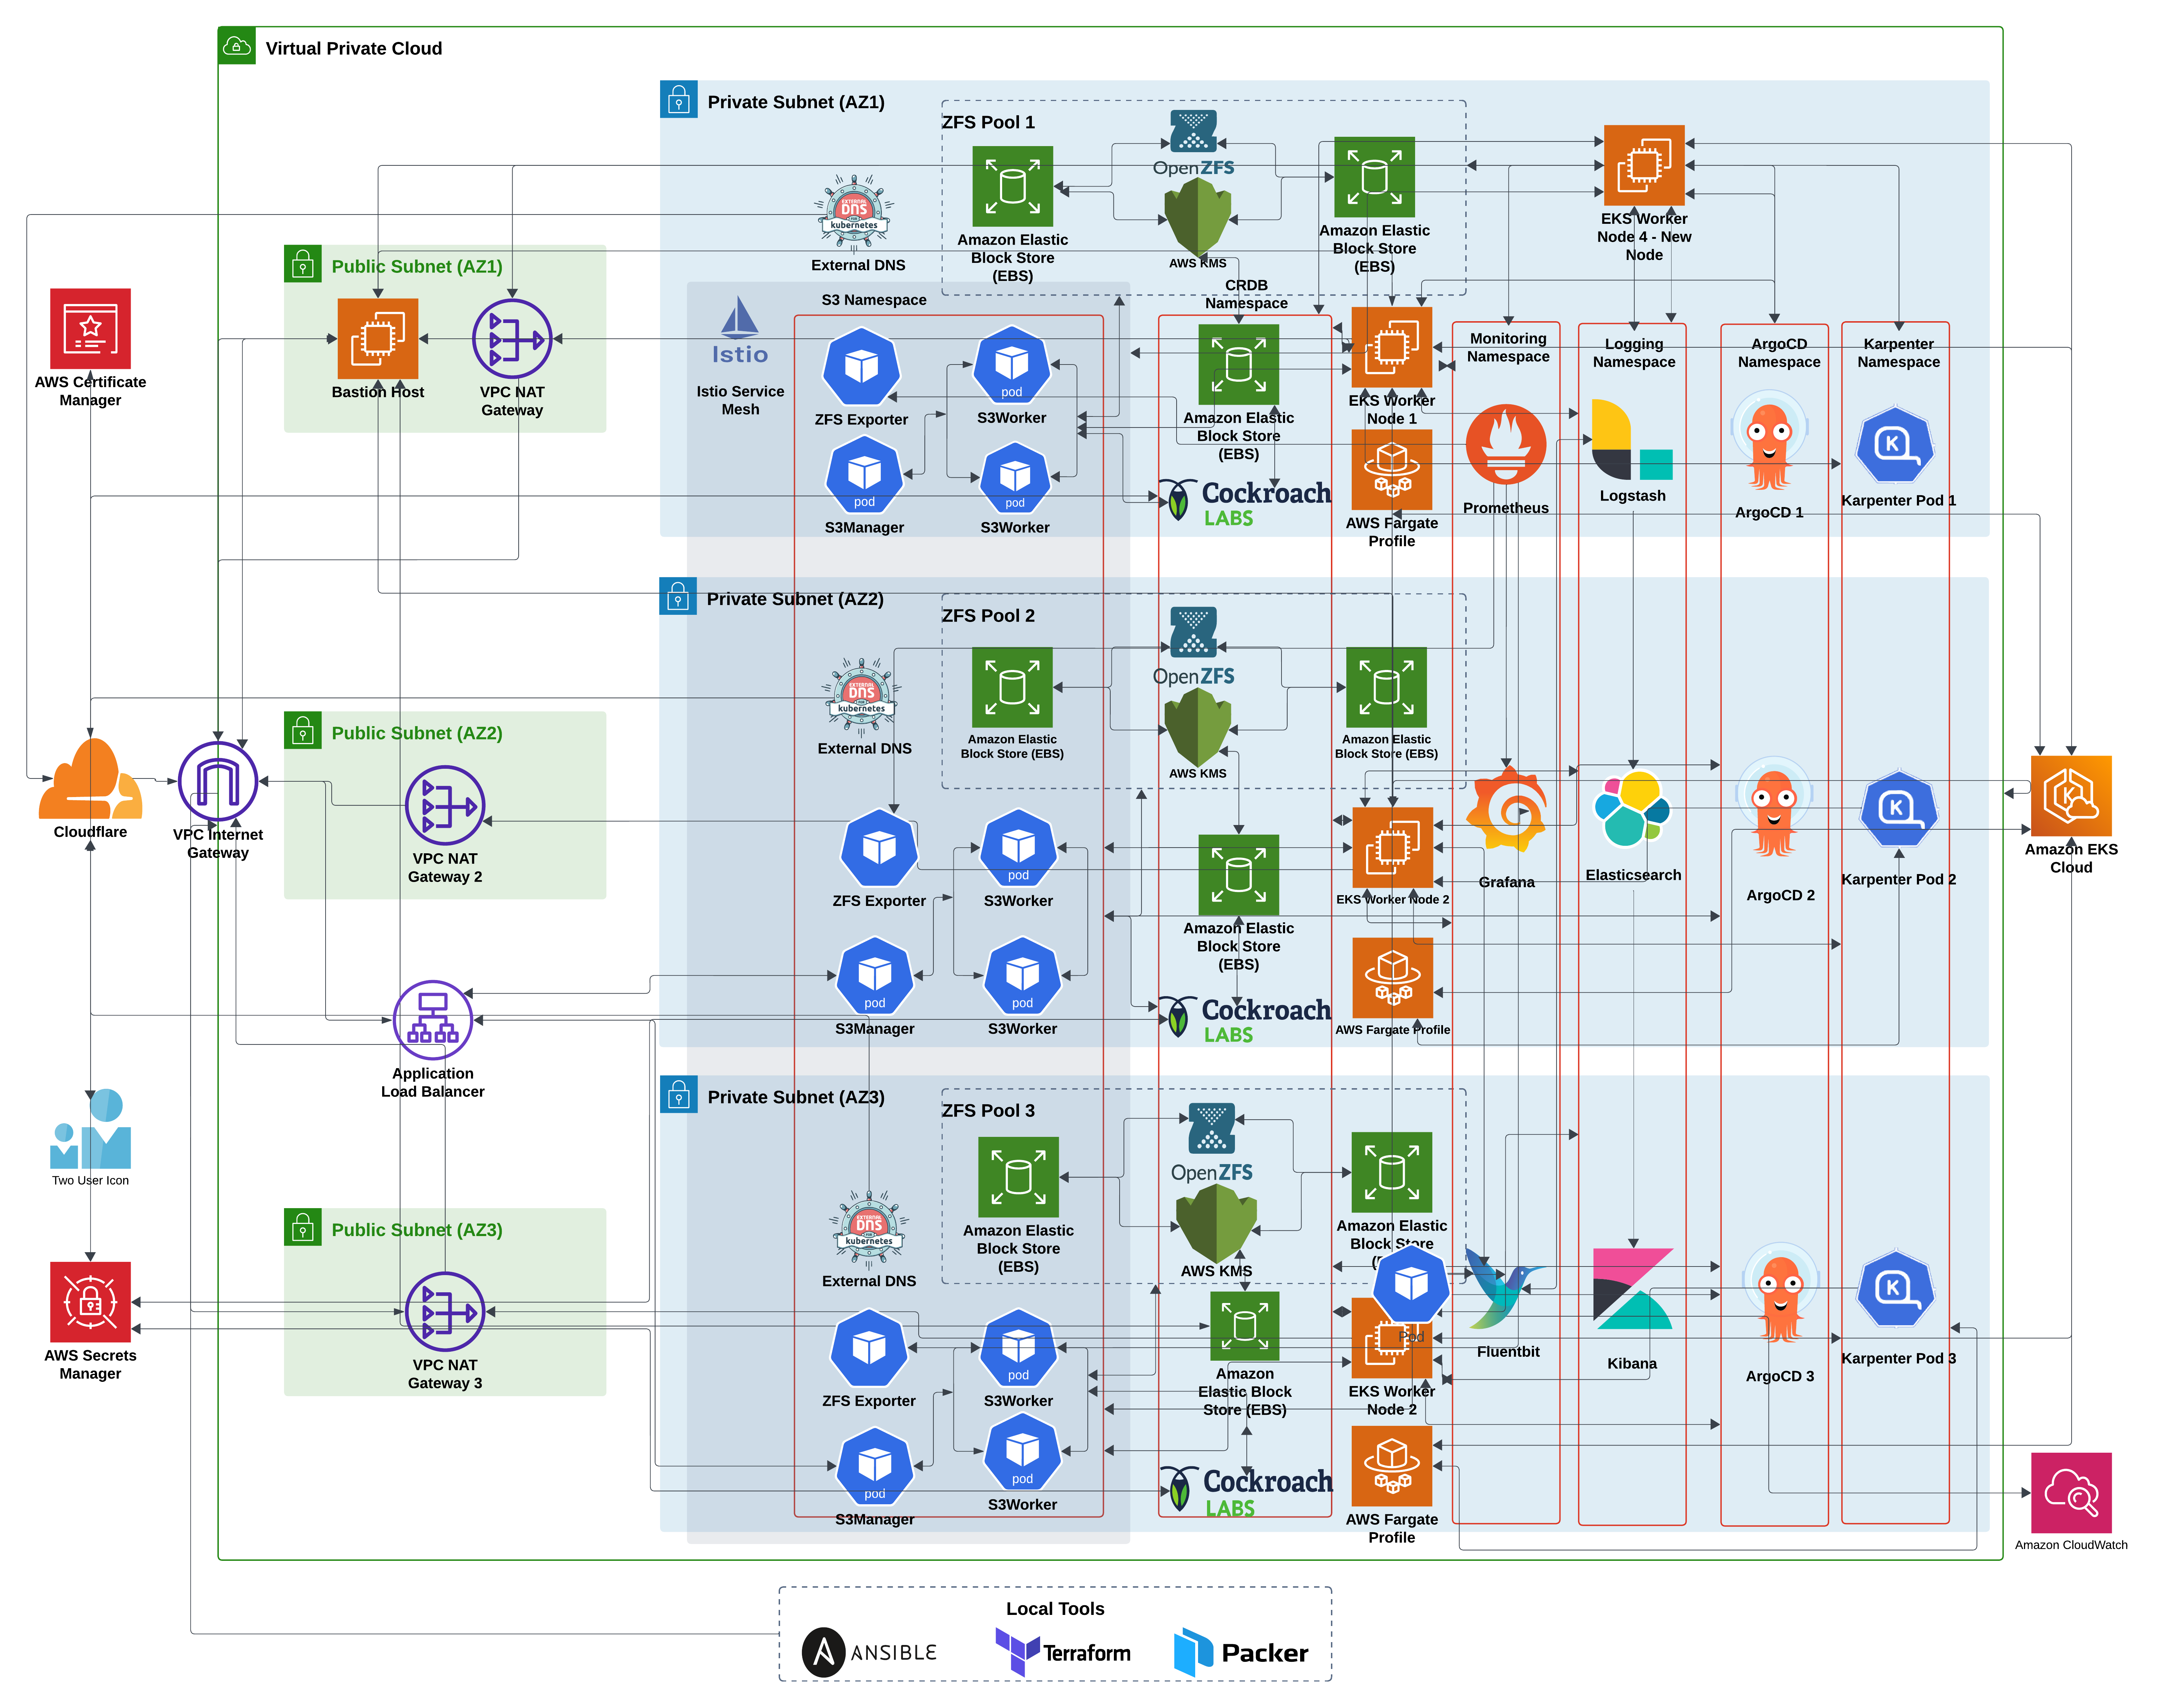 Virtual Private Cloud
Private Subnet (AZ1)
ZFS Pool 1
OpenZFS
AWS KMS
Amazon Elastic
Block Store
(EBS)
Amazon Elastic
Block Store
(EBS)
EKS Worker
Node 4 - New
Node
EXTERNAL
DNS
FOR
kubernetes
External DNS
Public Subnet (AZ1)
Bastion Host
VPC NAT
Gateway
AWS Certificate
Manager
Istio
Istio Service
Mesh
S3 Namespace
ZFS Exporter
pod
S3Worker
pod
S3Manager
S3Worker
CRDB
Namespace
Amazon Elastic
Block Store
(EBS)
Cockroach
LABS
EKS Worker
Node 1
AWS Fargate
Profile
Monitoring
Namespace
Prometheus
Logging
Namespace
Logstash
ArgoCD
Namespace
ArgoCD 1
Karpenter
Namespace
K
Karpenter Pod 1
Private Subnet (AZ2)
ZFS Pool 2
OpenZFS
AWS KMS
Amazon Elastic
Block Store (EBS)
Amazon Elastic
Block Store (EBS)
EXTERNAL
DNS
kubernetes
External DNS
Public Subnet (AZ2)
VPC NAT
Gateway 2
Cloudflare
VPC Internet
Gateway
ZFS Exporter
pod
S3Worker
pod
S3Manager
pod
S3Worker
Amazon Elastic
Block Store
(EBS)
Cockroach
LABS
EKS Worker Node 2
AWS Fargate Profile
Grafana
Elasticsearch
ArgoCD 2
K
Karpenter Pod 2
Amazon EKS
Cloud
Application
Load Balancer
Two User Icon
Private Subnet (AZ3)
ZFS Pool 3
OpenZFS
AWS KMS
Amazon Elastic
Block Store
(EBS)
Amazon Elastic
Block Store
EXTERNAL
DNS
kubernetes
External DNS
Public Subnet (AZ3)
VPC NAT
Gateway 3
AWS Secrets
Manager
ZFS Exporter
pod
S3Worker
pod
S3Manager
pod
S3Worker
Amazon
Elastic Block
Store (EBS)
Cockroach
LABS
Pod
EKS Worker
Node 2
AWS Fargate
Profile
Fluentbit
Kibana
ArgoCD 3
K
Karpenter Pod 3
Amazon CloudWatch
Local Tools
ANSIBLE
Terraform
Packer